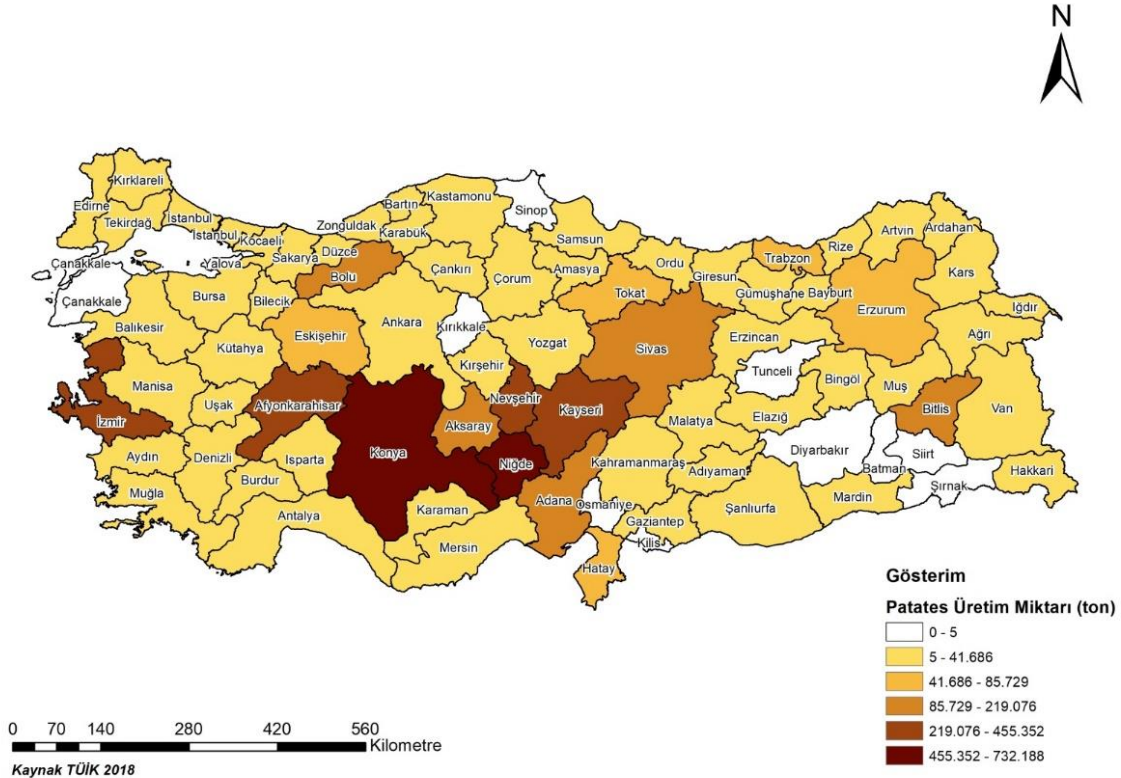 N
Kırklareli
Edirne
Tekirdağ
İstanbul
İstanbul
Kocaeli
Yalova
Sakarya
Düzce
Zonguldak
Bartın
Karabük
Kastamonu
Sinop
Samsun
Ordu
Giresun
Trabzon
Rize
Artvin
Ardahan
Kars
Iğdır
Çanakkale
Çanakkale
Bursa
Bilecik
Bolu
Çankırı
Çorum
Amasya
Tokat
Gümüşhane
Bayburt
Erzurum
Ağrı
Balıkesir
Kütahya
Eskişehir
Ankara
Kırıkkale
Kırşehir
Yozgat
Sivas
Erzincan
Tunceli
Bingöl
Muş
Bitlis
Van
Manisa
Uşak
Afyonkarahisar
İzmir
Konya
Aksaray
Nevşehir
Kayseri
Niğde
Malatya
Elazığ
Diyarbakır
Batman
Siirt
Şırnak
Hakkari
Aydın
Denizli
Isparta
Burdur
Muğla
Antalya
Karaman
Mersin
Adana
Osmaniye
Kahramanmaraş
Adıyaman
Gaziantep
Kilis
Şanlıurfa
Mardin
Hatay
Gösterim
Patates Üretim Miktarı (ton)
0 - 5
5 - 41.686
41.686 - 85.729
85.729 - 219.076
219.076 - 455.352
455.352 - 732.188
0 70 140 280 420 560
Kilometre
Kaynak TÜİK 2018